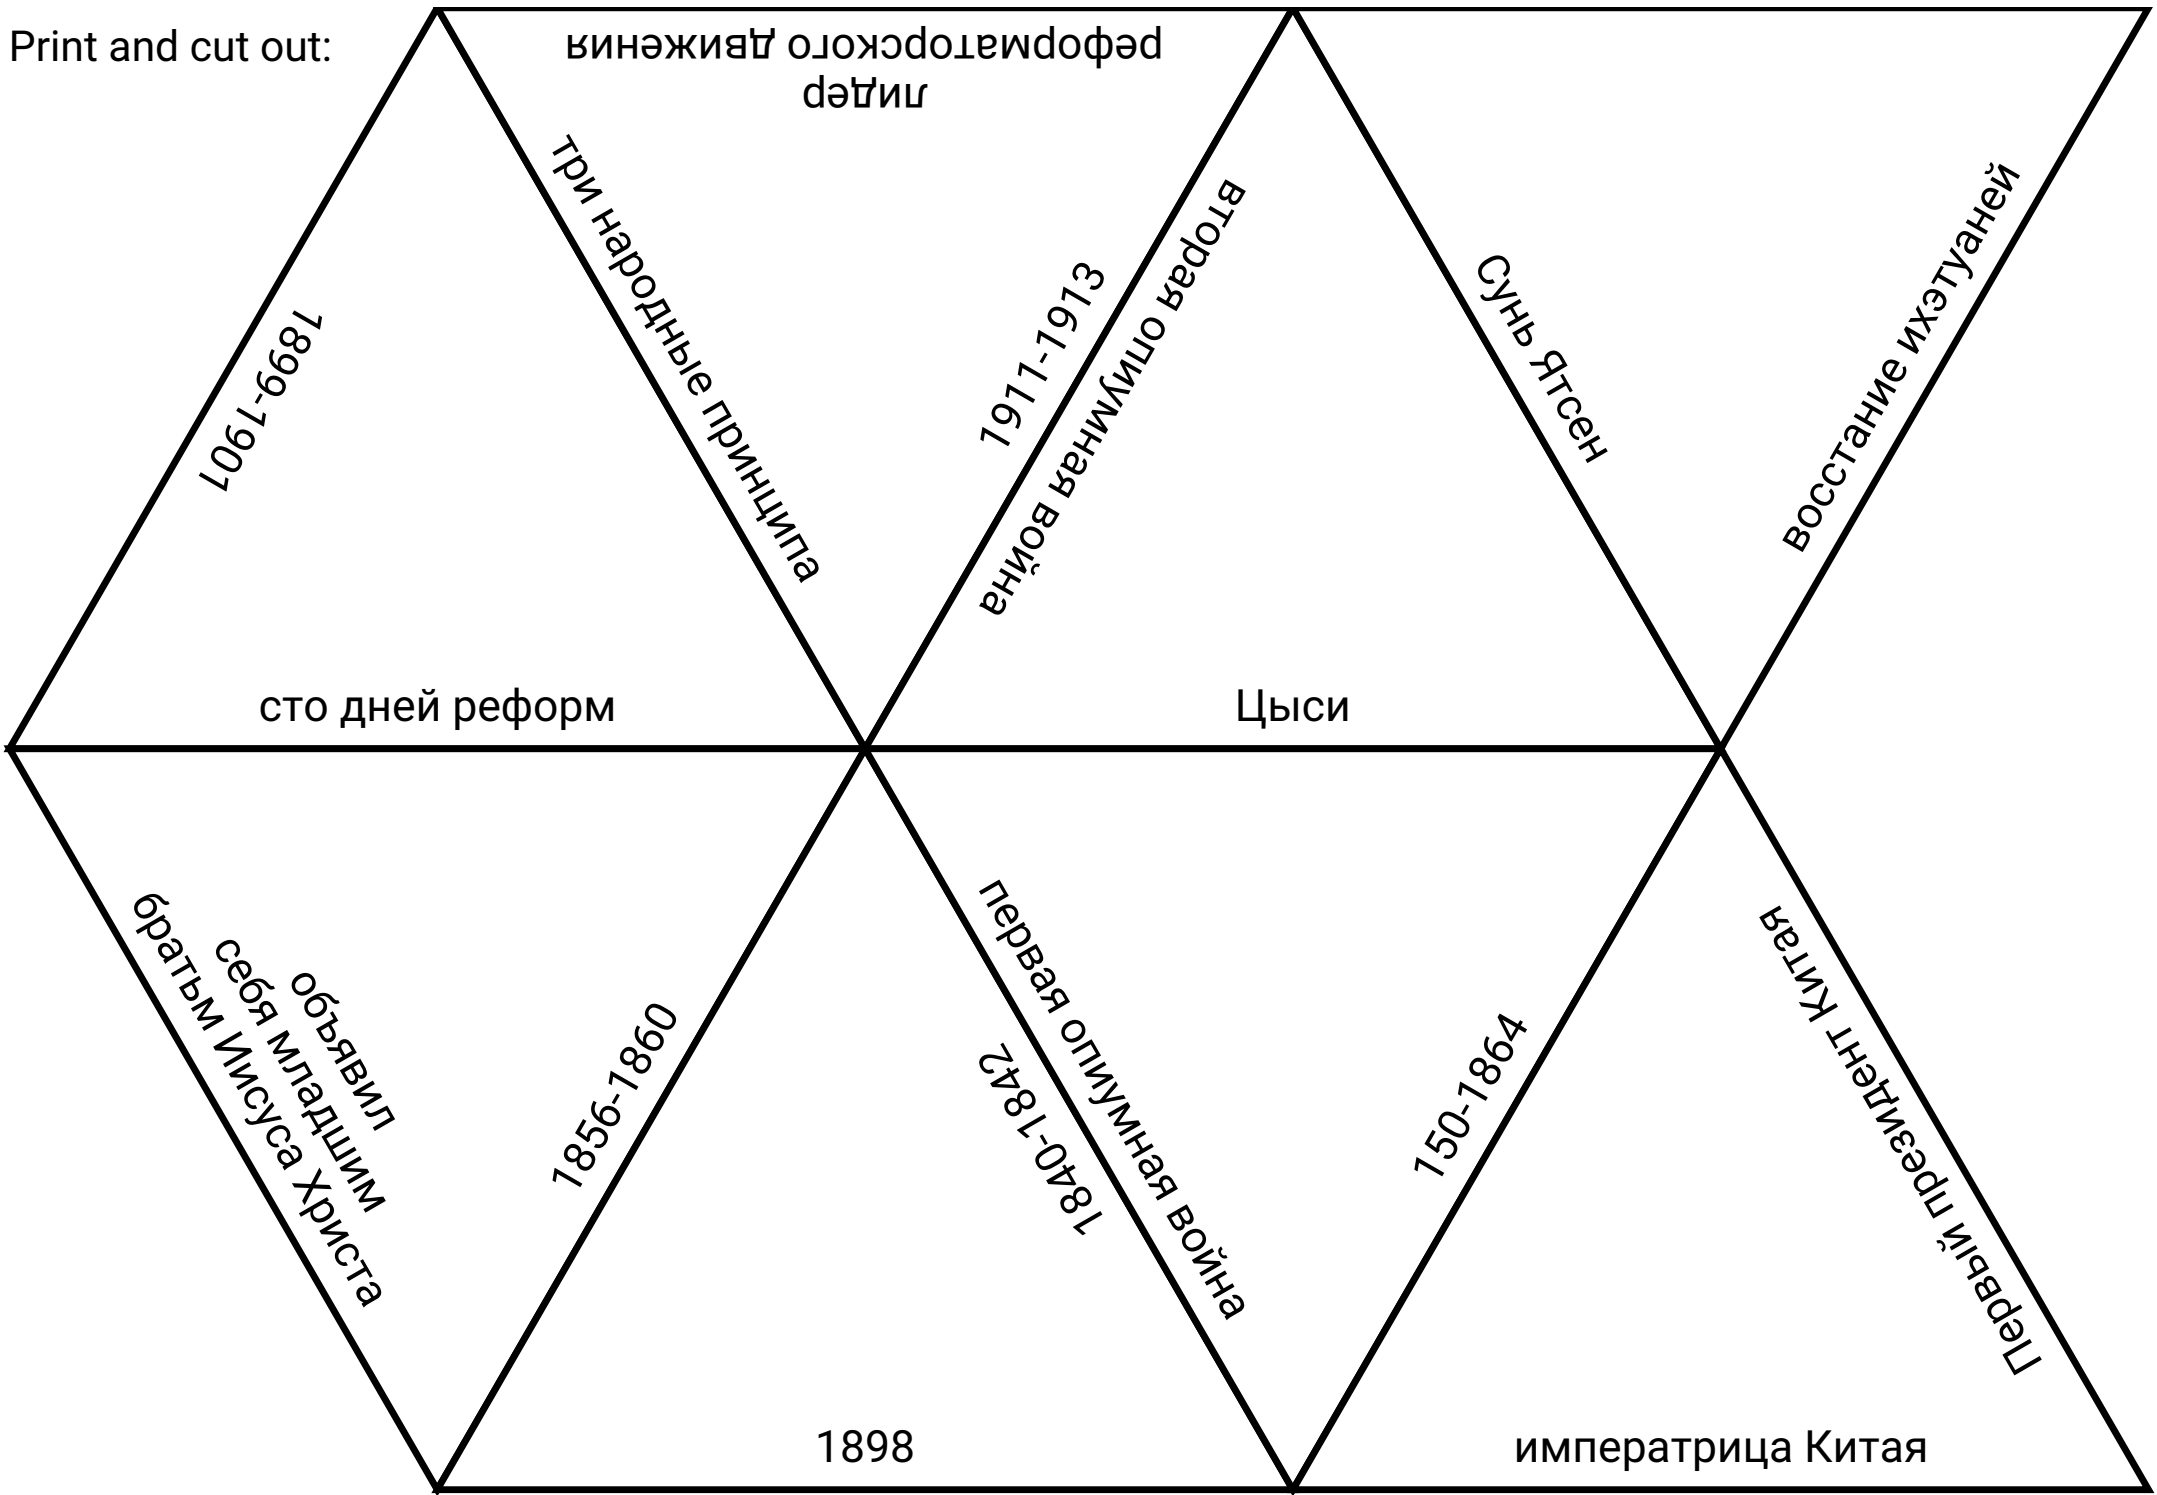 Print and cut out:
лидер
реформаторского движения
три народные принципа
1899-1901
1911-1913
вторая опиумная война
Сунь Ятсен
восстание ихэтуаней
сто дней реформ
Цыси
объявил
себя младшим
братьм Иисуса Христа
1856-1860
первая опиумная война
1840-1842
150-1864
Первый президент Китая
1898
императрица Китая